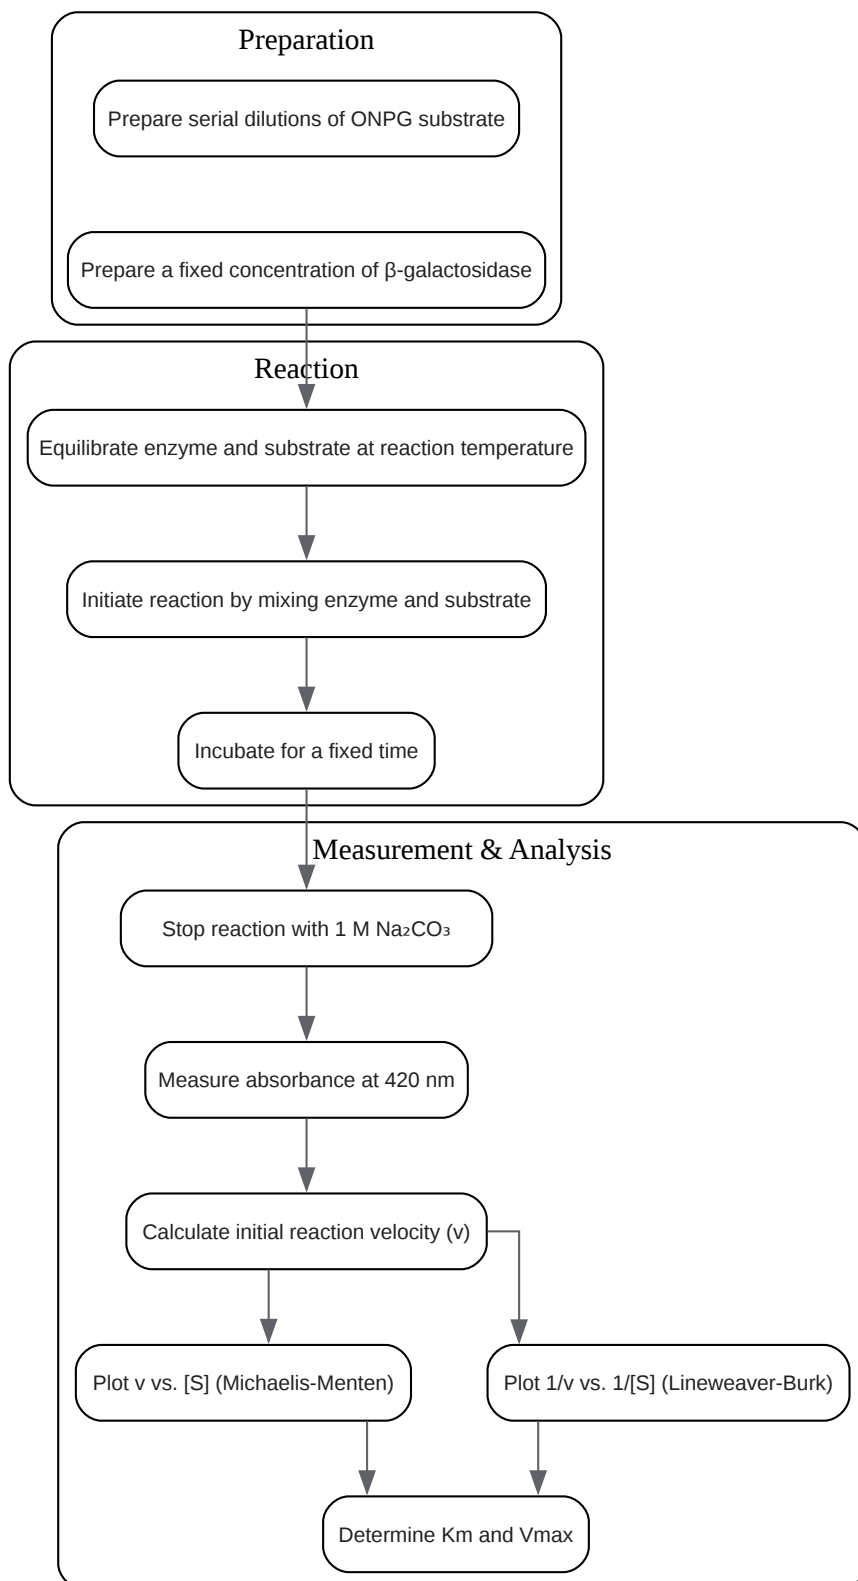 Preparation
Prepare serial dilutions of ONPG substrate
Prepare a fixed concentration of β-galactosidase
Reaction
Equilibrate enzyme and substrate at reaction temperature
Initiate reaction by mixing enzyme and substrate
Incubate for a fixed time
Measurement & Analysis
Stop reaction with 1 M Na₂CO₃
Measure absorbance at 420 nm
Calculate initial reaction velocity (v)
Plot v vs. [S] (Michaelis-Menten)
Plot 1/v vs. 1/[S] (Lineweaver-Burk)
Determine Km and Vmax